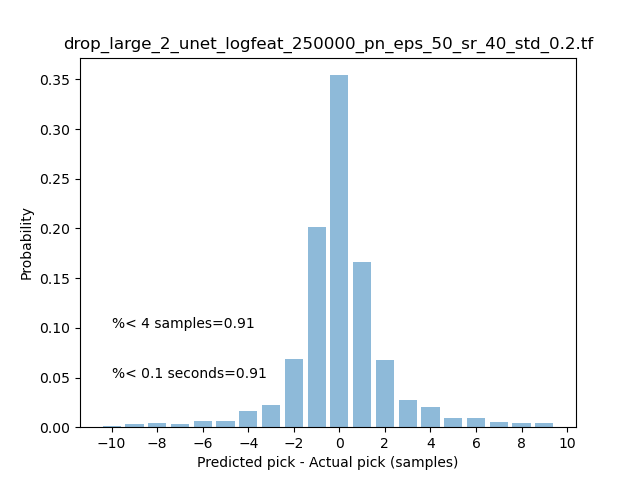 drop_large_2_unet_logfeat_250000_pn_eps_50_sr_40_std_0.2.tf
0.35
0.30
0.25
0.20
0.15
0.10
0.05
0.00
Probability
%< 4 samples=0.91
%< 0.1 seconds=0.91
−10 −8 −6 −4 −2 0 2 4 6 8 10
Predicted pick - Actual pick (samples)